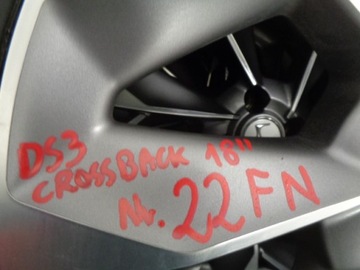 DS3
CROSSBACK 18"
Nr. 22 FN